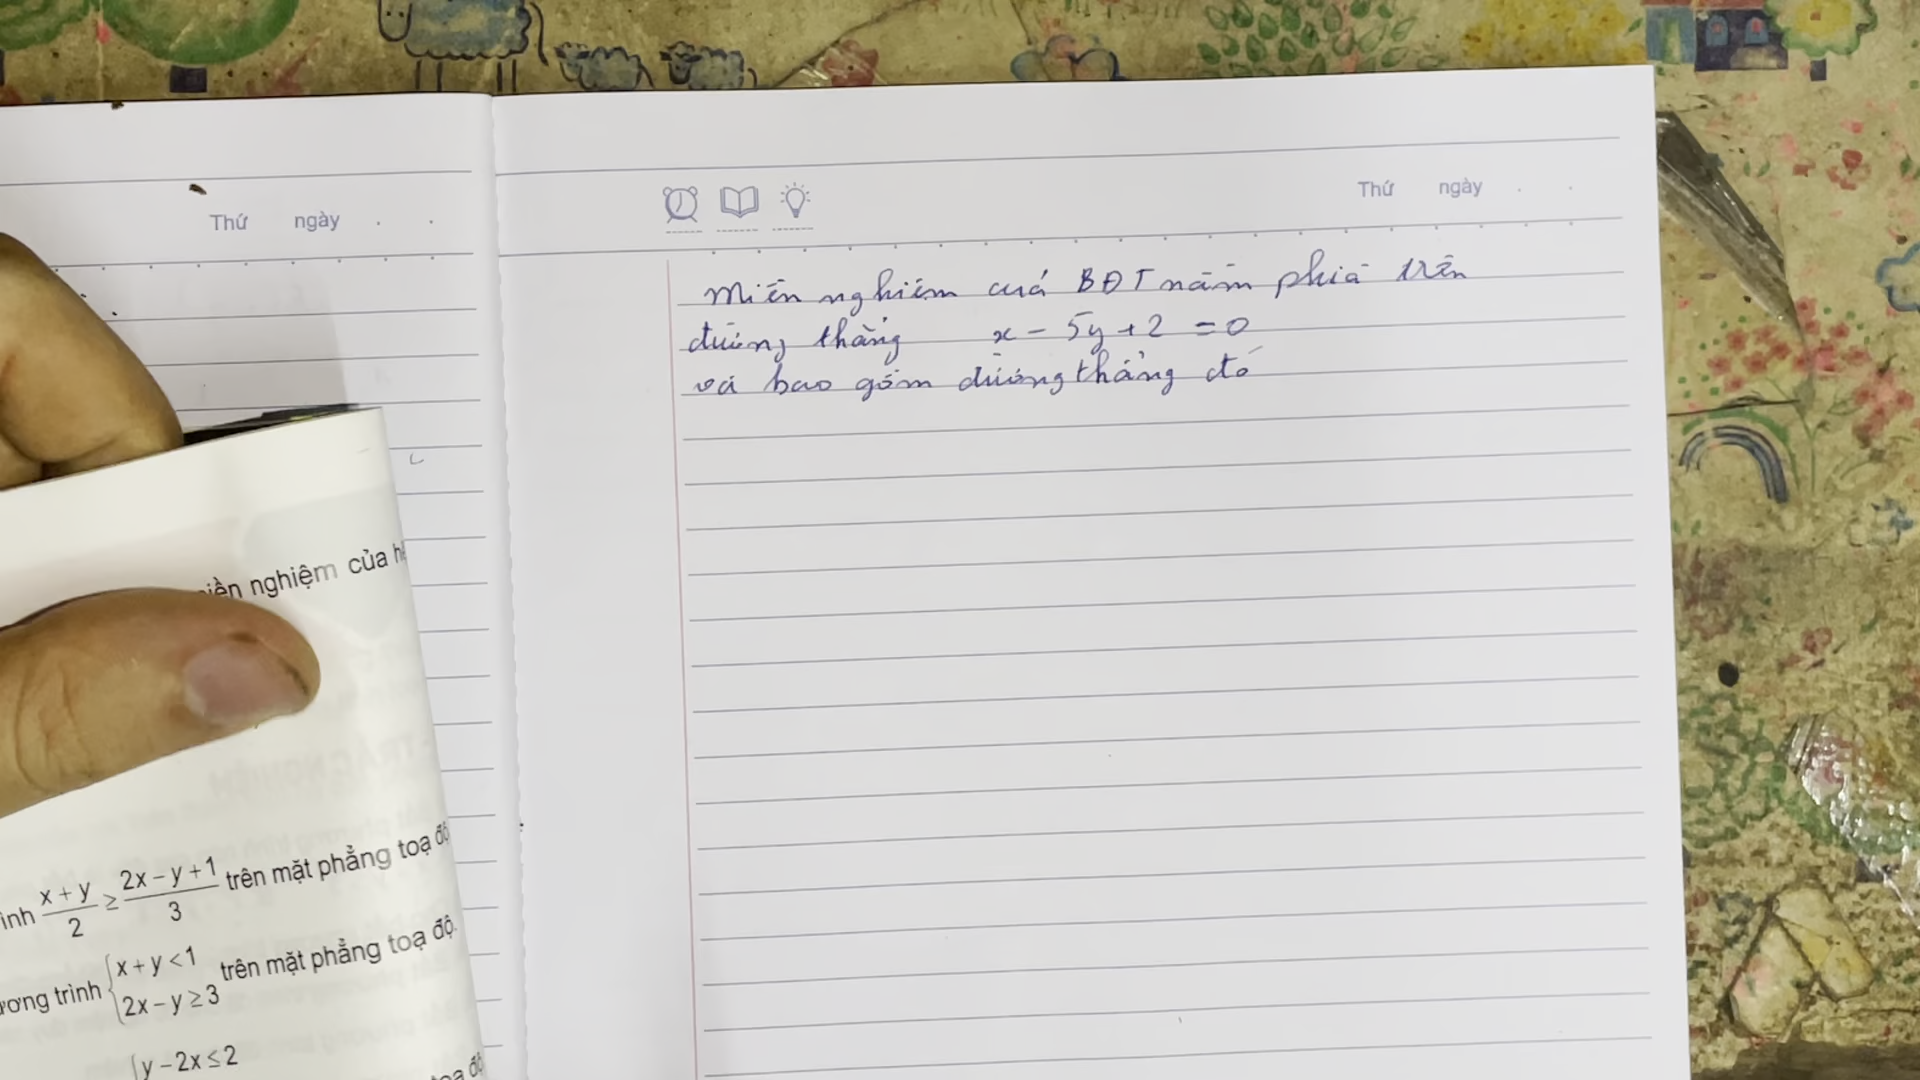 Thứ ngày . .
Thứ ngày . .
Miền nghiệm của BĐT nằm phía trên
đường thẳng x - 5y + 2 = 0
và bao gồm đường thẳng đó
nghiệm của
x + y / 2 ≥ 2x – y + 1 / 3 trên mặt phẳng toạ độ
trình { x + y < 1 trên mặt phẳng toạ độ.
2x – y ≥ 3
y – 2x ≤ 2